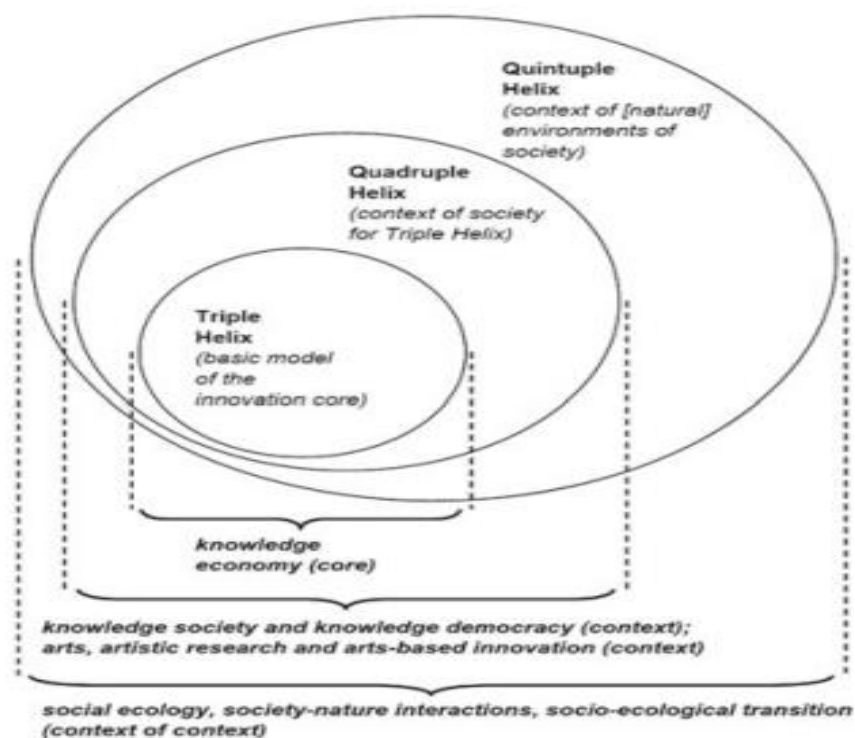 Quintuple
Helix
(context of [natural]
environments of
society)
Quadruple
Helix
(context of society
for Triple Helix)
Triple
Helix
(basic model
of the
innovation core)
knowledge
economy (core)
knowledge society and knowledge democracy (context);
arts, artistic research and arts-based innovation (context)
social ecology, society-nature interactions, socio-ecological transition
(context of context)